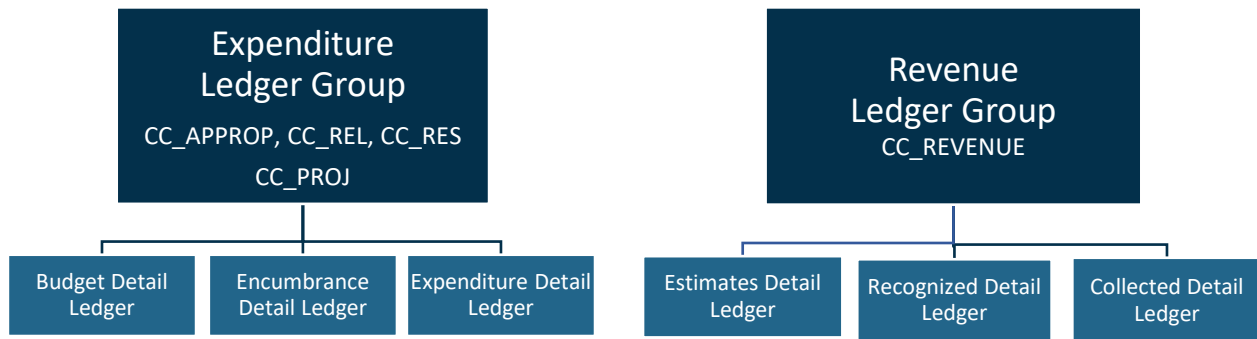 Expenditure
Ledger Group
CC_APPROP, CC_REL, CC_RES
CC_PROJ
Budget Detail
Ledger
Encumbrance
Detail Ledger
Expenditure Detail
Ledger
Revenue
Ledger Group
CC_REVENUE
Estimates Detail
Ledger
Recognized Detail
Ledger
Collected Detail
Ledger